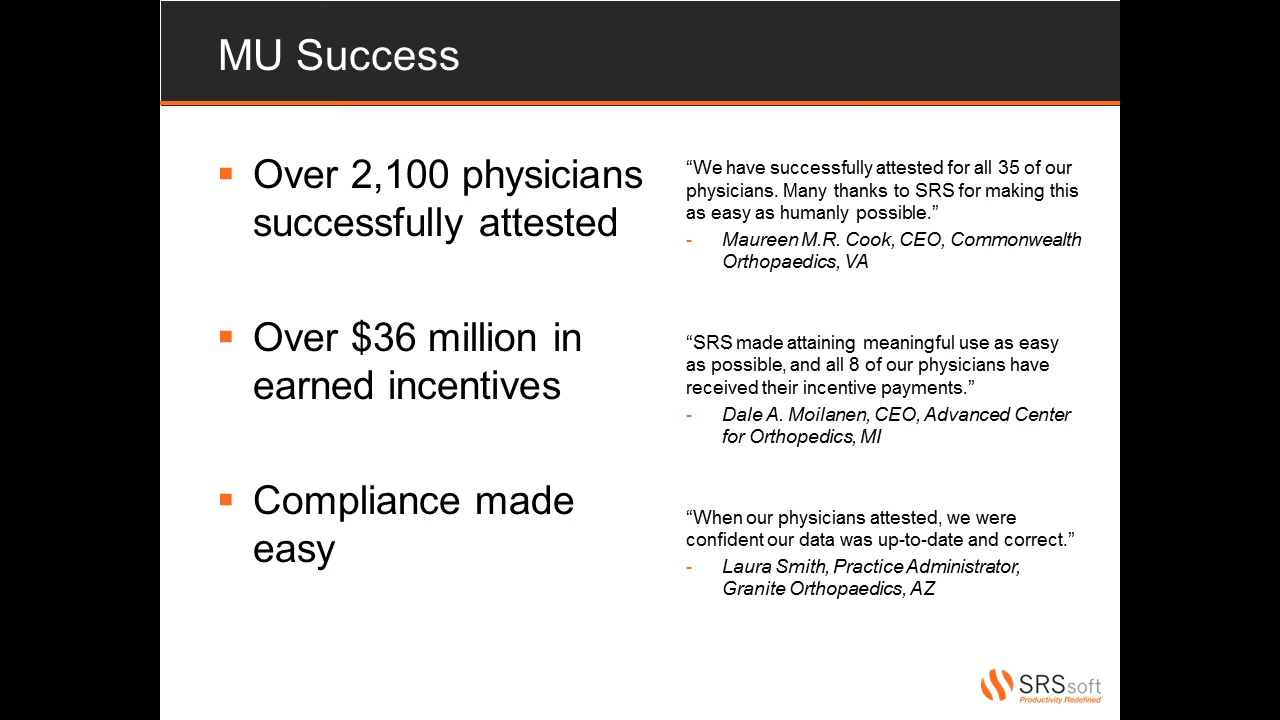 MU Success
▪ Over 2,100 physicians
successfully attested
▪ Over $36 million in
earned incentives
▪ Compliance made
easy
“We have successfully attested for all 35 of our
physicians. Many thanks to SRS for making this
as easy as humanly possible.”
- Maureen M.R. Cook, CEO, Commonwealth
Orthopaedics, VA
“SRS made attaining meaningful use as easy
as possible, and all 8 of our physicians have
received their incentive payments.”
- Dale A. Moilanen, CEO, Advanced Center
for Orthopedics, MI
“When our physicians attested, we were
confident our data was up-to-date and correct.”
- Laura Smith, Practice Administrator,
Granite Orthopaedics, AZ
SRSsoft
Productivity Redefined